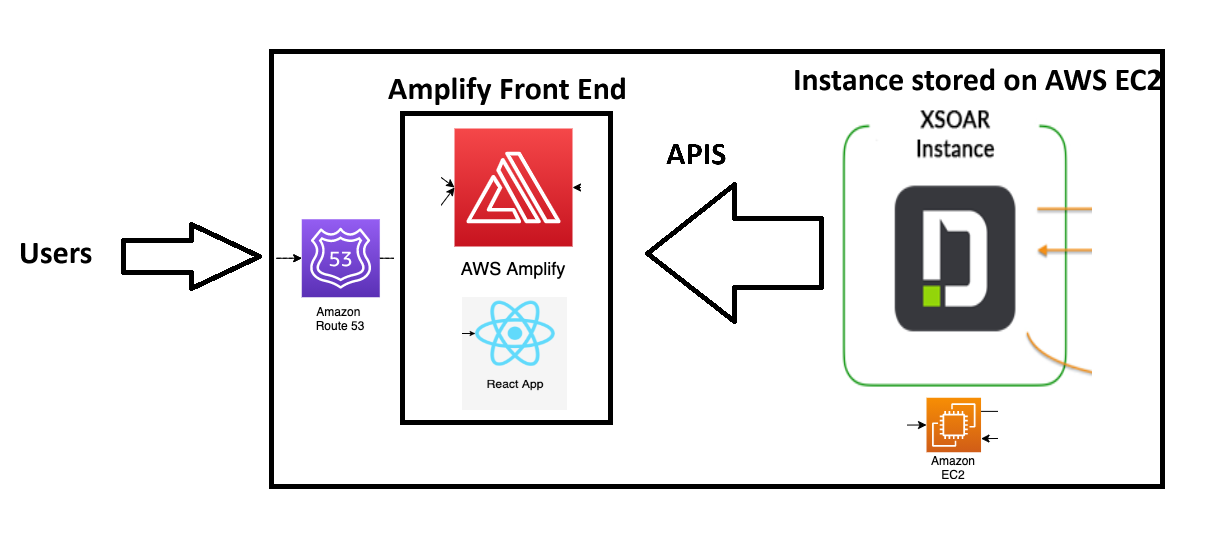 Users
53
Amazon
Route 53
Amplify Front End
AWS Amplify
React App
APIS
Instance stored on AWS EC2
XSOAR
Instance
D
Amazon
EC2